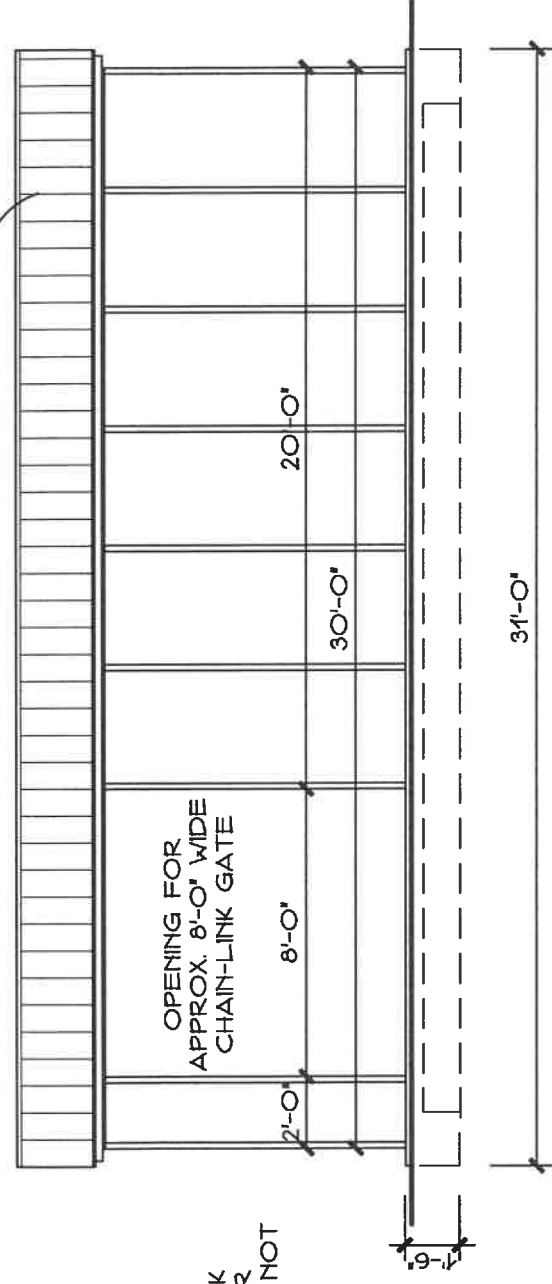 OPENING FOR
APPROX. 8'-0" WIDE
CHAIN-LINK GATE
20'-0"
8'-0"
2'-0"
30'-0"
K
R
NOT
1'-6"
31'-0"